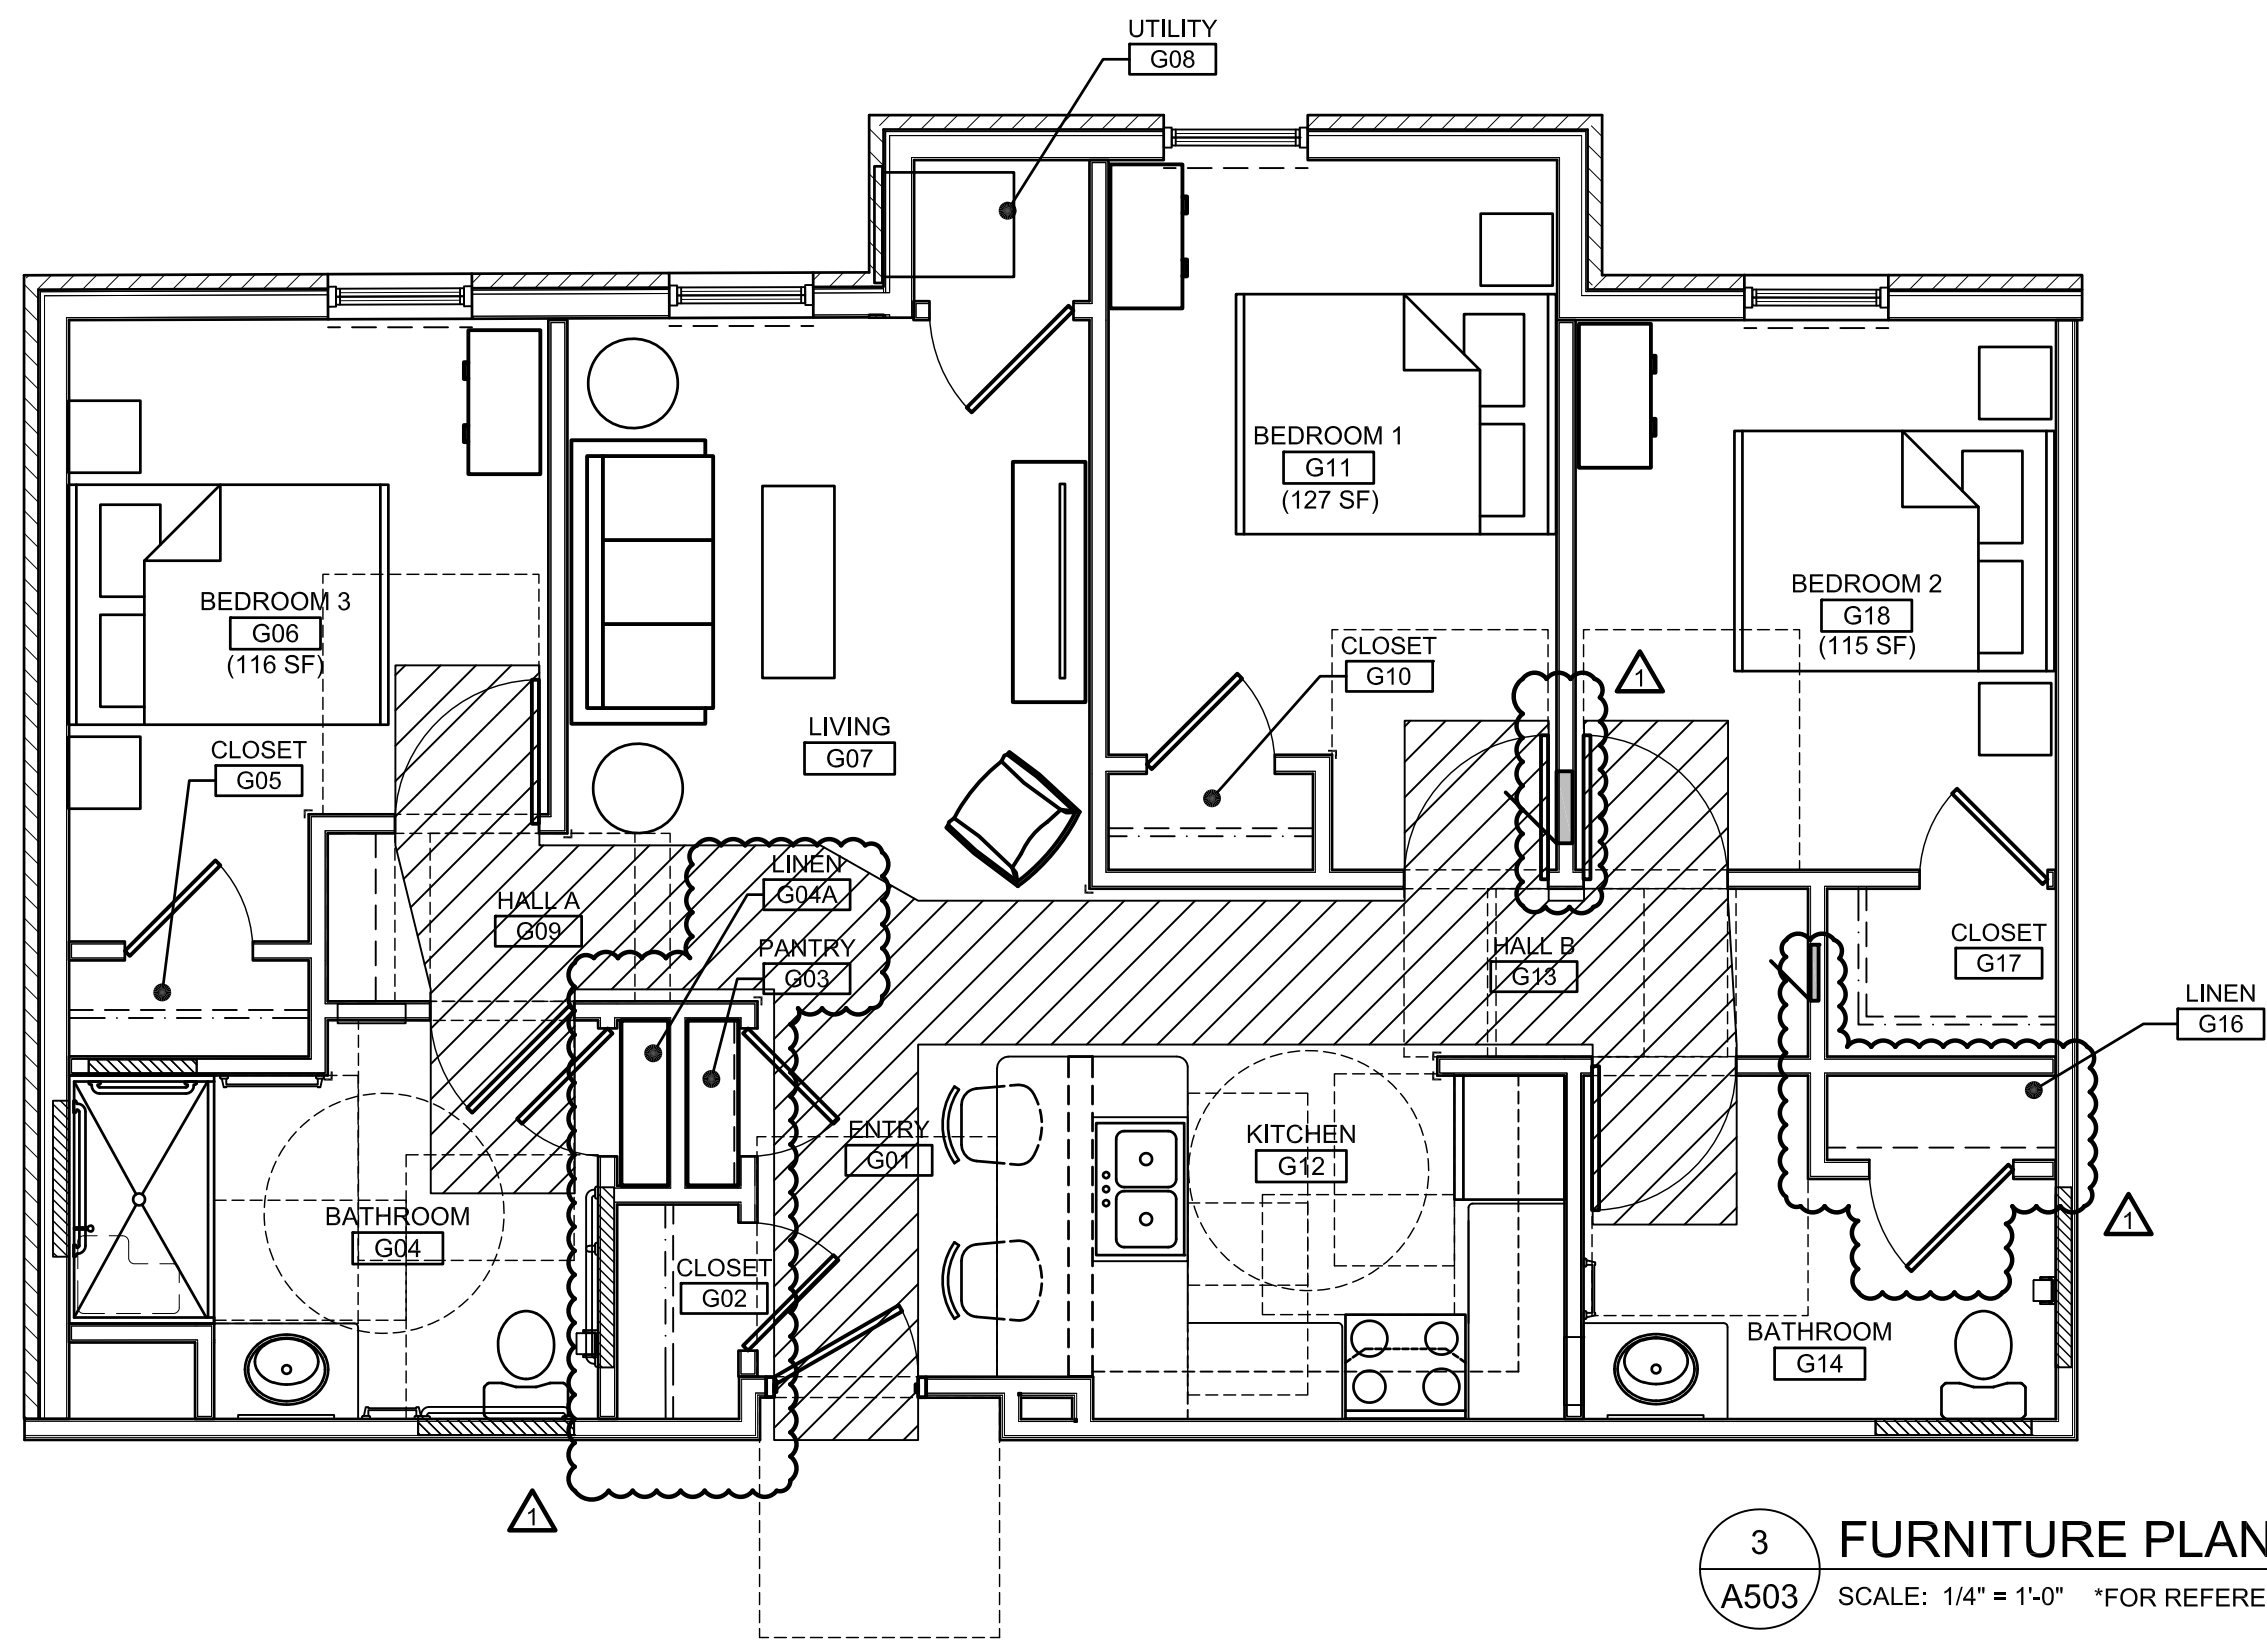 UTILITY
G08
BEDROOM 1
G11
(127 SF)
BEDROOM 2
G18
(115 SF)
BEDROOM 3
G06
(116 SF)
CLOSET
G10
1
LIVING
G07
CLOSET
G05
LINEN
G04A
HALL A
G09
PANTRY
G03
HALL B
G13
CLOSET
G17
LINEN
G16
ENTRY
G01
KITCHEN
G12
BATHROOM
G04
1
CLOSET
G02
BATHROOM
G14
1
3
A503
FURNITURE PLAN
SCALE: 1/4" = 1'-0" *FOR REFERE